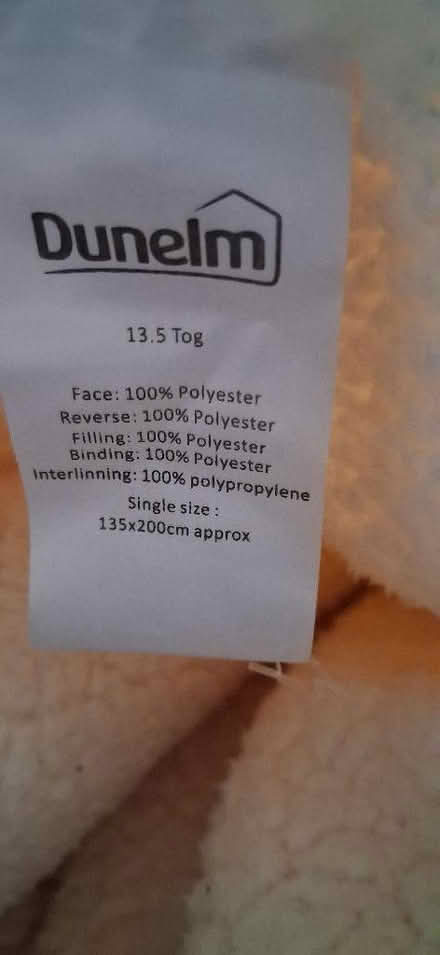 Dunelm
13.5 Tog
Face: 100% Polyester
Reverse: 100% Polyester
Filling: 100% Polyester
Binding: 100% Polyester
Interlinning: 100% polypropylene
Single size :
135x200cm approx